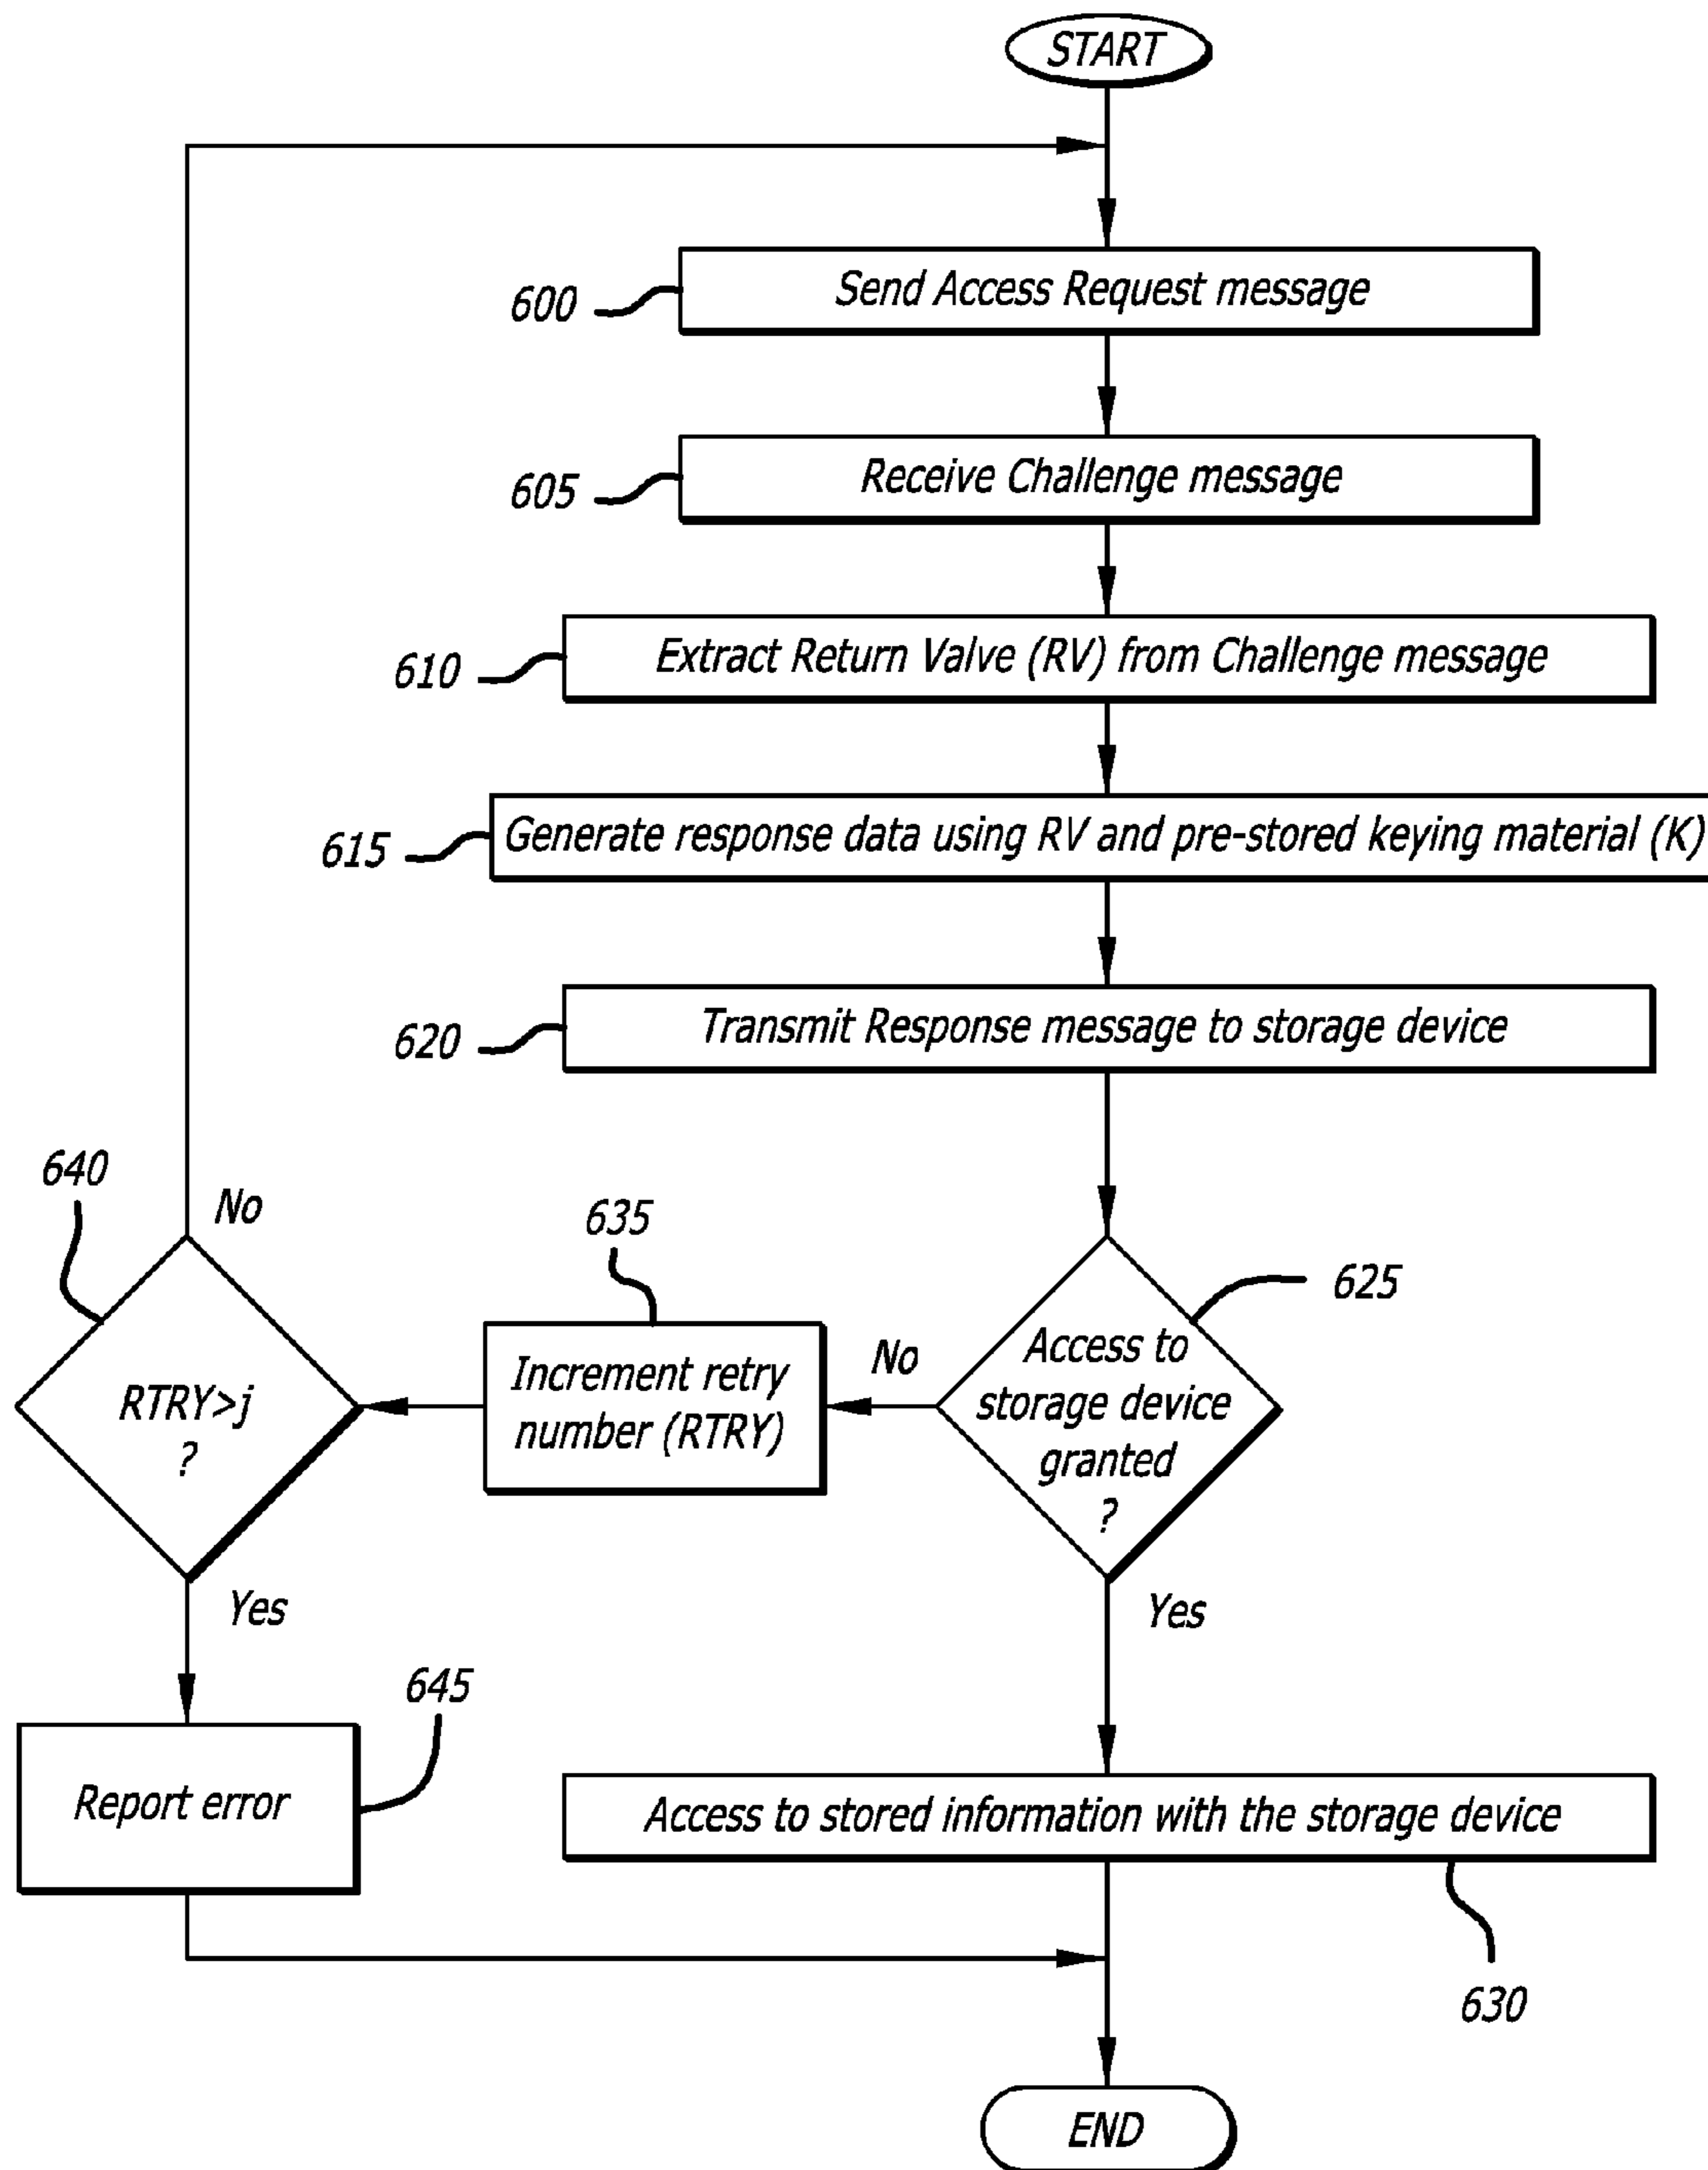 START
Send Access Request message
600
Receive Challenge message
605
Extract Return Valve (RV) from Challenge message
610
Generate response data using RV and pre-stored keying material (K)
615
Transmit Response message to storage device
620
640
No
635
625
RTRY>j
?
Increment retry
number (RTRY)
No
Access to
storage device
granted
?
Yes
Yes
645
Report error
Access to stored information with the storage device
630
END